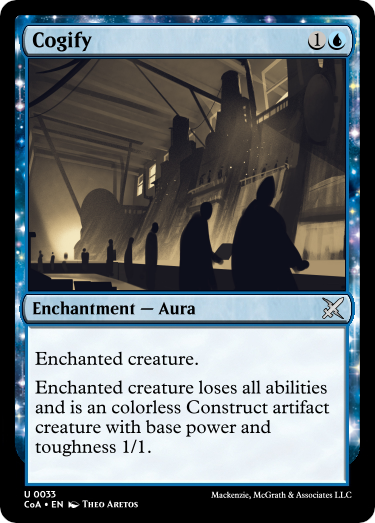 Cogify 1
Enchantment — Aura
Enchanted creature.
Enchanted creature loses all abilities
and is an colorless Construct artifact
creature with base power and
toughness 1/1.
U 0033
CoA • EN Theo Aretos
Mackenzie, McGrath & Associates LLC